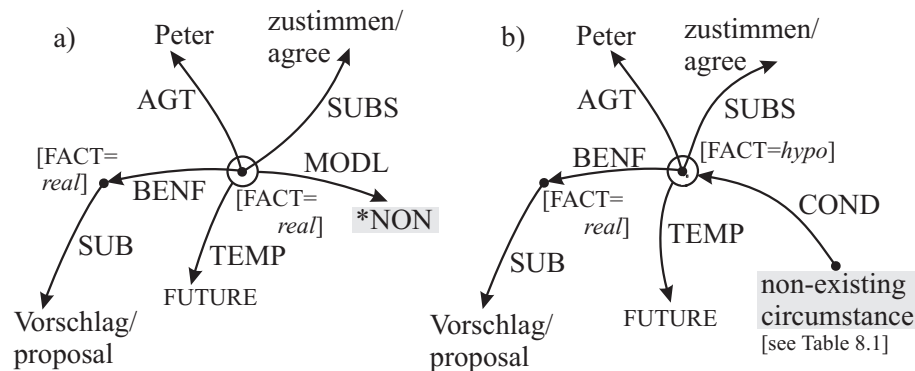 a)
Peter
zustimmen/
agree
AGT
SUBS
[FACT=
real]
BENF
MODL
[FACT=
real]
*NON
SUB
TEMP
FUTURE
Vorschlag/
proposal
b)
Peter
zustimmen/
agree
AGT
SUBS
BENF
[FACT=hypo]
[FACT=
real]
COND
SUB
TEMP
FUTURE
Vorschlag/
proposal
non-existing
circumstance
[see Table 8.1]